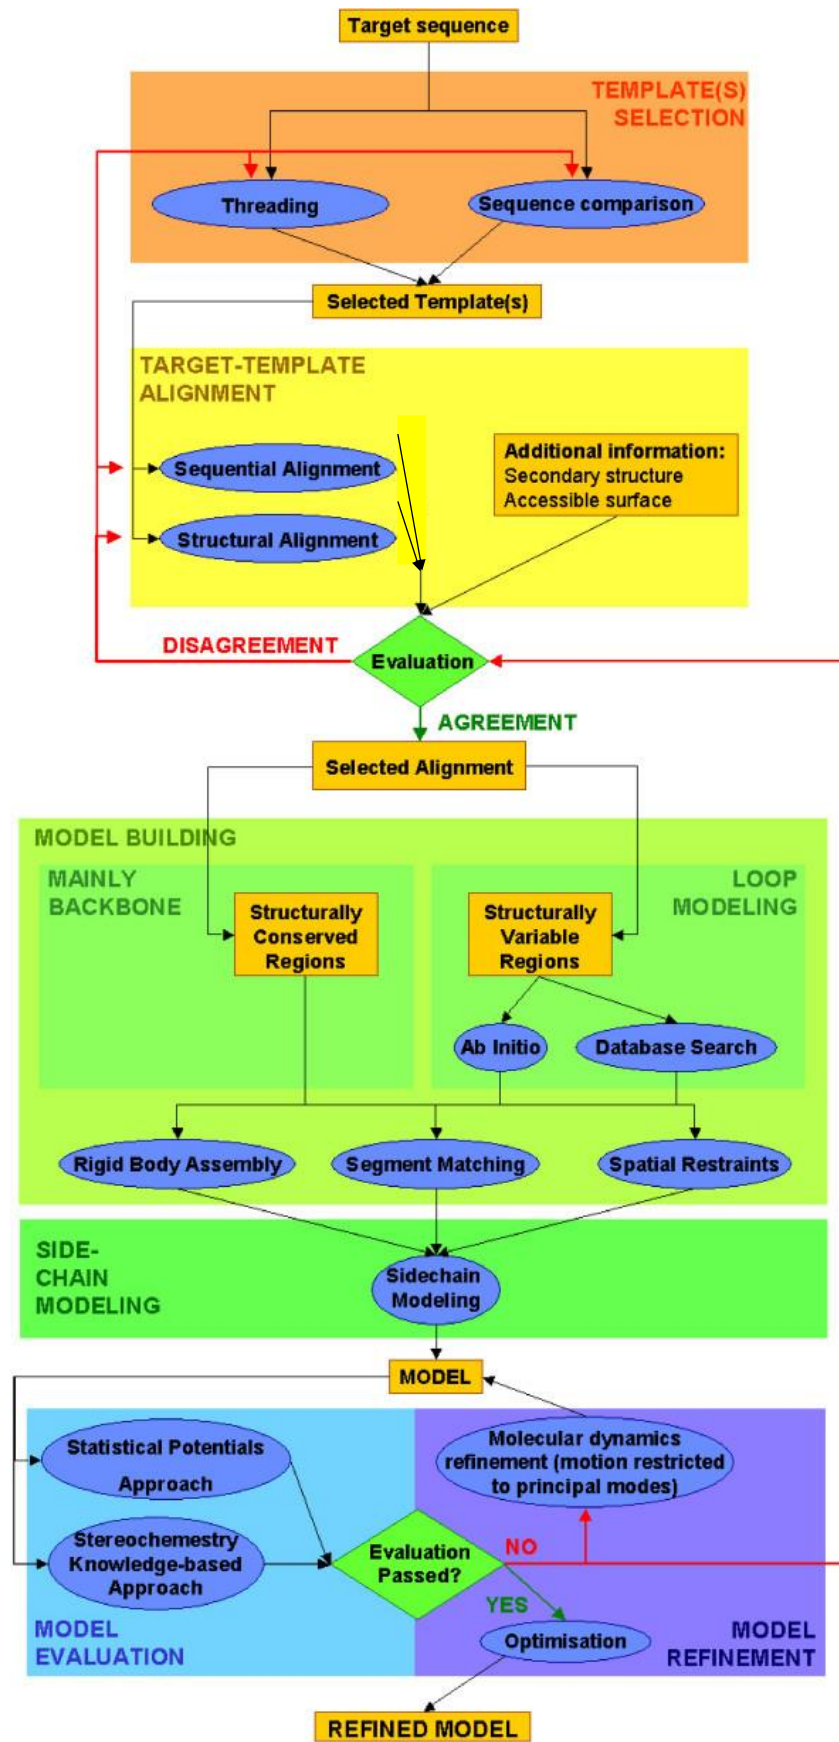 Target sequence
TEMPLATE(S)
SELECTION
Threading
Sequence comparison
Selected Template(s)
TARGET-TEMPLATE
ALIGNMENT
Sequential Alignment
Additional information:
Secondary structure
Accessible surface
Structural Alignment
DISAGREEMENT
Evaluation
AGREEMENT
Selected Alignment
MODEL BUILDING
MAINLY
BACKBONE
LOOP
MODELING
Structurally
Conserved
Regions
Structurally
Variable
Regions
Ab Initio
Database Search
Rigid Body Assembly
Segment Matching
Spatial Restraints
SIDE-
CHAIN
MODELING
Sidechain
Modeling
MODEL
Statistical Potentials
Approach
Molecular dynamics
refinement (motion restricted
to principal modes)
Stereochemestry
Knowledge-based
Approach
Evaluation
Passed?
NO
YES
MODEL
EVALUATION
Optimisation
MODEL
REFINEMENT
REFINED MODEL